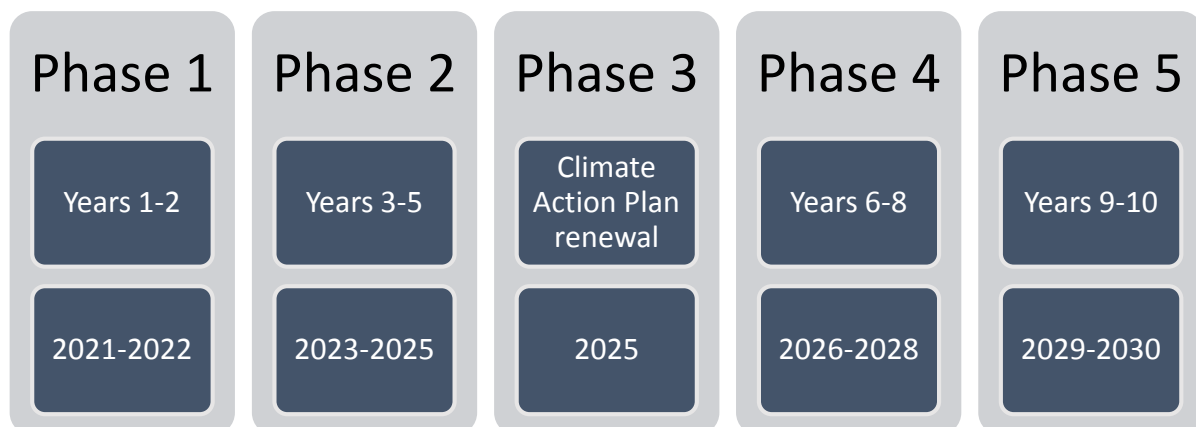 Phase 1
Years 1-2
2021-2022
Phase 2
Years 3-5
2023-2025
Phase 3
Climate
Action Plan
renewal
2025
Phase 4
Years 6-8
2026-2028
Phase 5
Years 9-10
2029-2030